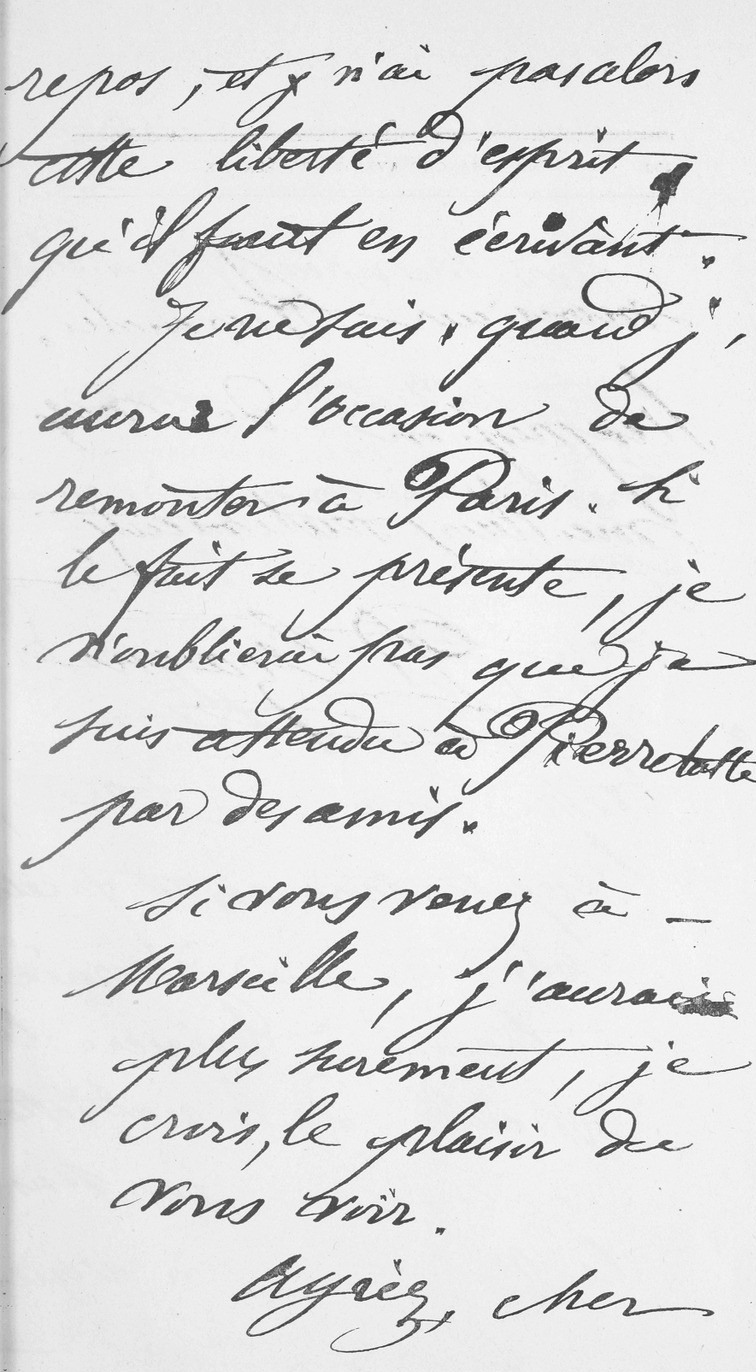 repos, et je n'ai pas alors
cette liberté d'esprit
qu'il faut en écrivant.
Je ne sais quand j'
aurai l'occasion de
remonter à Paris. Si
le fait se présente, je
n'oublierai pas que je
suis attendu à Pierrelatte
par des amis.
Si vous venez à
Marseille, j'aurai
plus surement, je
crois, le plaisir de
vous voir.
Agréez, cher